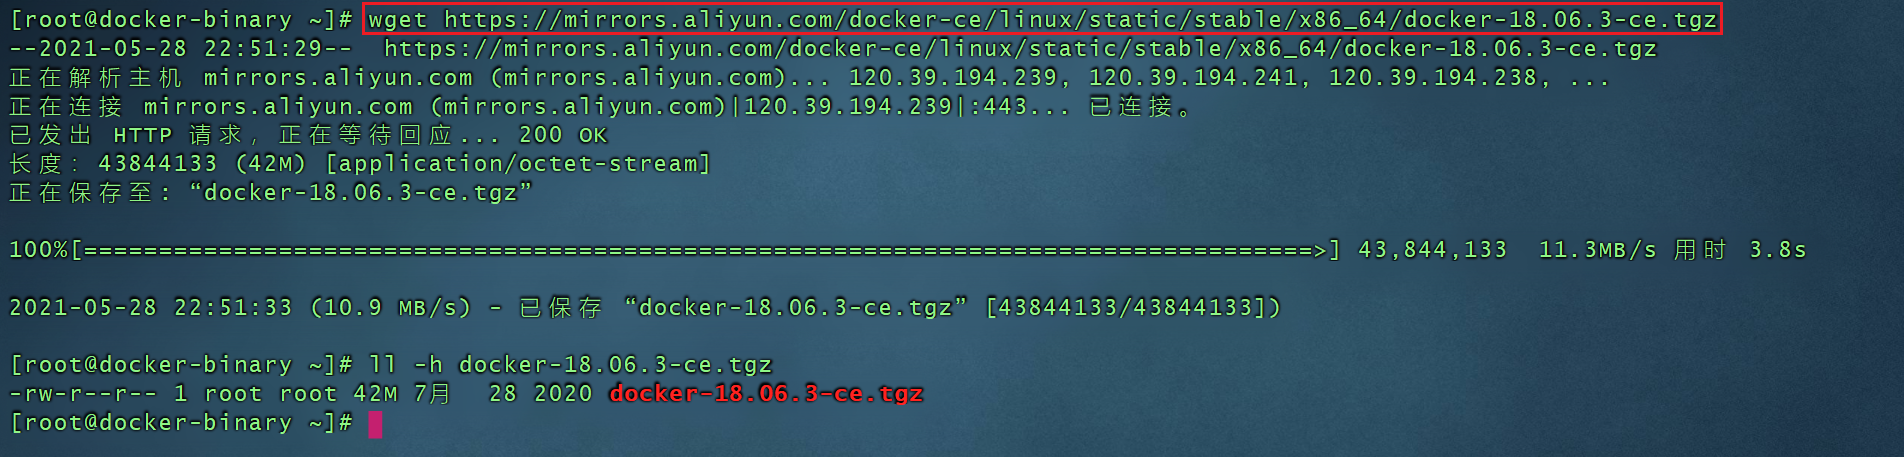 [root@docker-binary ~]# wget https://mirrors.aliyun.com/docker-ce/linux/static/stable/x86_64/docker-18.06.3-ce.tgz
--2021-05-28 22:51:29--  https://mirrors.aliyun.com/docker-ce/linux/static/stable/x86_64/docker-18.06.3-ce.tgz
正在解析主机 mirrors.aliyun.com (mirrors.aliyun.com)... 120.39.194.239, 120.39.194.241, 120.39.194.238, ...
正在连接 mirrors.aliyun.com (mirrors.aliyun.com)|120.39.194.239|:443... 已连接。
已发出 HTTP 请求，正在等待回应... 200 OK
长度：43844133 (42M) [application/octet-stream]
正在保存至: “docker-18.06.3-ce.tgz”
100%[==================================================================================>] 43,844,133  11.3MB/s 用时 3.8s
2021-05-28 22:51:33 (10.9 MB/s) - 已保存 “docker-18.06.3-ce.tgz” [43844133/43844133])
[root@docker-binary ~]# ll -h docker-18.06.3-ce.tgz
-rw-r--r-- 1 root root 42M 7月  28 2020 docker-18.06.3-ce.tgz
[root@docker-binary ~]#